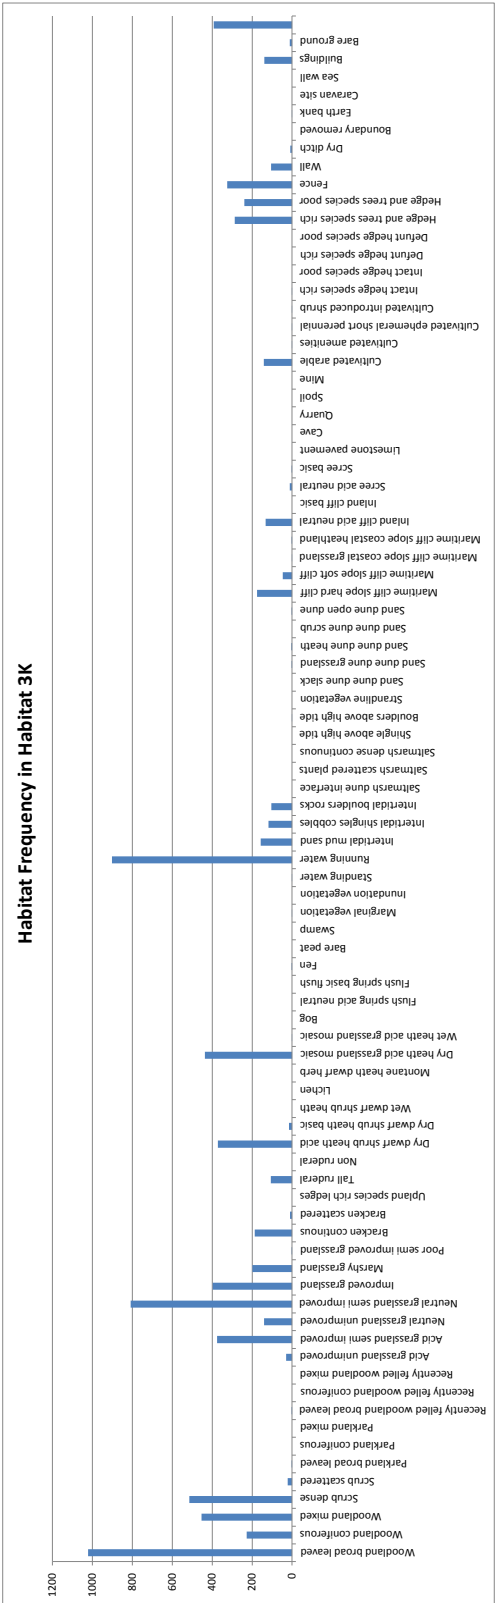 Habitat Frequency in Habitat 3K
1200
1000
800
600
400
200
0
Woodland broad leaved
Woodland coniferous
Woodland mixed
Scrub dense
Scrub scattered
Parkland broad leaved
Parkland coniferous
Parkland mixed
Recently felled woodland broad leaved
Recently felled woodland coniferous
Recently felled woodland mixed
Acid grassland unimproved
Acid grassland semi improved
Neutral grassland unimproved
Neutral grassland semi improved
Improved grassland
Marshy grassland
Poor semi improved grassland
Bracken continous
Bracken scattered
Upland species rich ledges
Tall ruderal
Non ruderal
Dry dwarf shrub heath acid
Dry dwarf shrub heath basic
Wet dwarf shrub heath
Lichen
Montane heath dwarf herb
Dry heath acid grassland mosaic
Wet heath acid grassland mosaic
Bog
Flush spring acid neutral
Flush spring basic flush
Fen
Bare peat
Swamp
Marginal vegetation
Inundation vegetation
Standing water
Running water
Intertidal mud sand
Intertidal shingles cobbles
Intertidal boulders rocks
Saltmarsh dune interface
Saltmarsh scattered plants
Saltmarsh dense continuous
Shingle above high tide
Boulders above high tide
Strandline vegetation
Sand dune dune slack
Sand dune dune grassland
Sand dune dune heath
Sand dune dune scrub
Sand dune open dune
Maritime cliff slope hard cliff
Maritime cliff slope soft cliff
Maritime cliff slope coastal grassland
Maritime cliff slope coastal heathland
Inland cliff acid neutral
Inland cliff basic
Scree acid neutral
Scree basic
Limestone pavement
Cave
Quarry
Spoil
Mine
Cultivated arable
Cultivated amenities
Cultivated ephemeral short perennial
Cultivated introduced shrub
Intact hedge species rich
Intact hedge species poor
Defunt hedge species rich
Defunt hedge species poor
Hedge and trees species rich
Hedge and trees species poor
Fence
Wall
Dry ditch
Boundary removed
Earth bank
Caravan site
Sea wall
Buildings
Bare ground